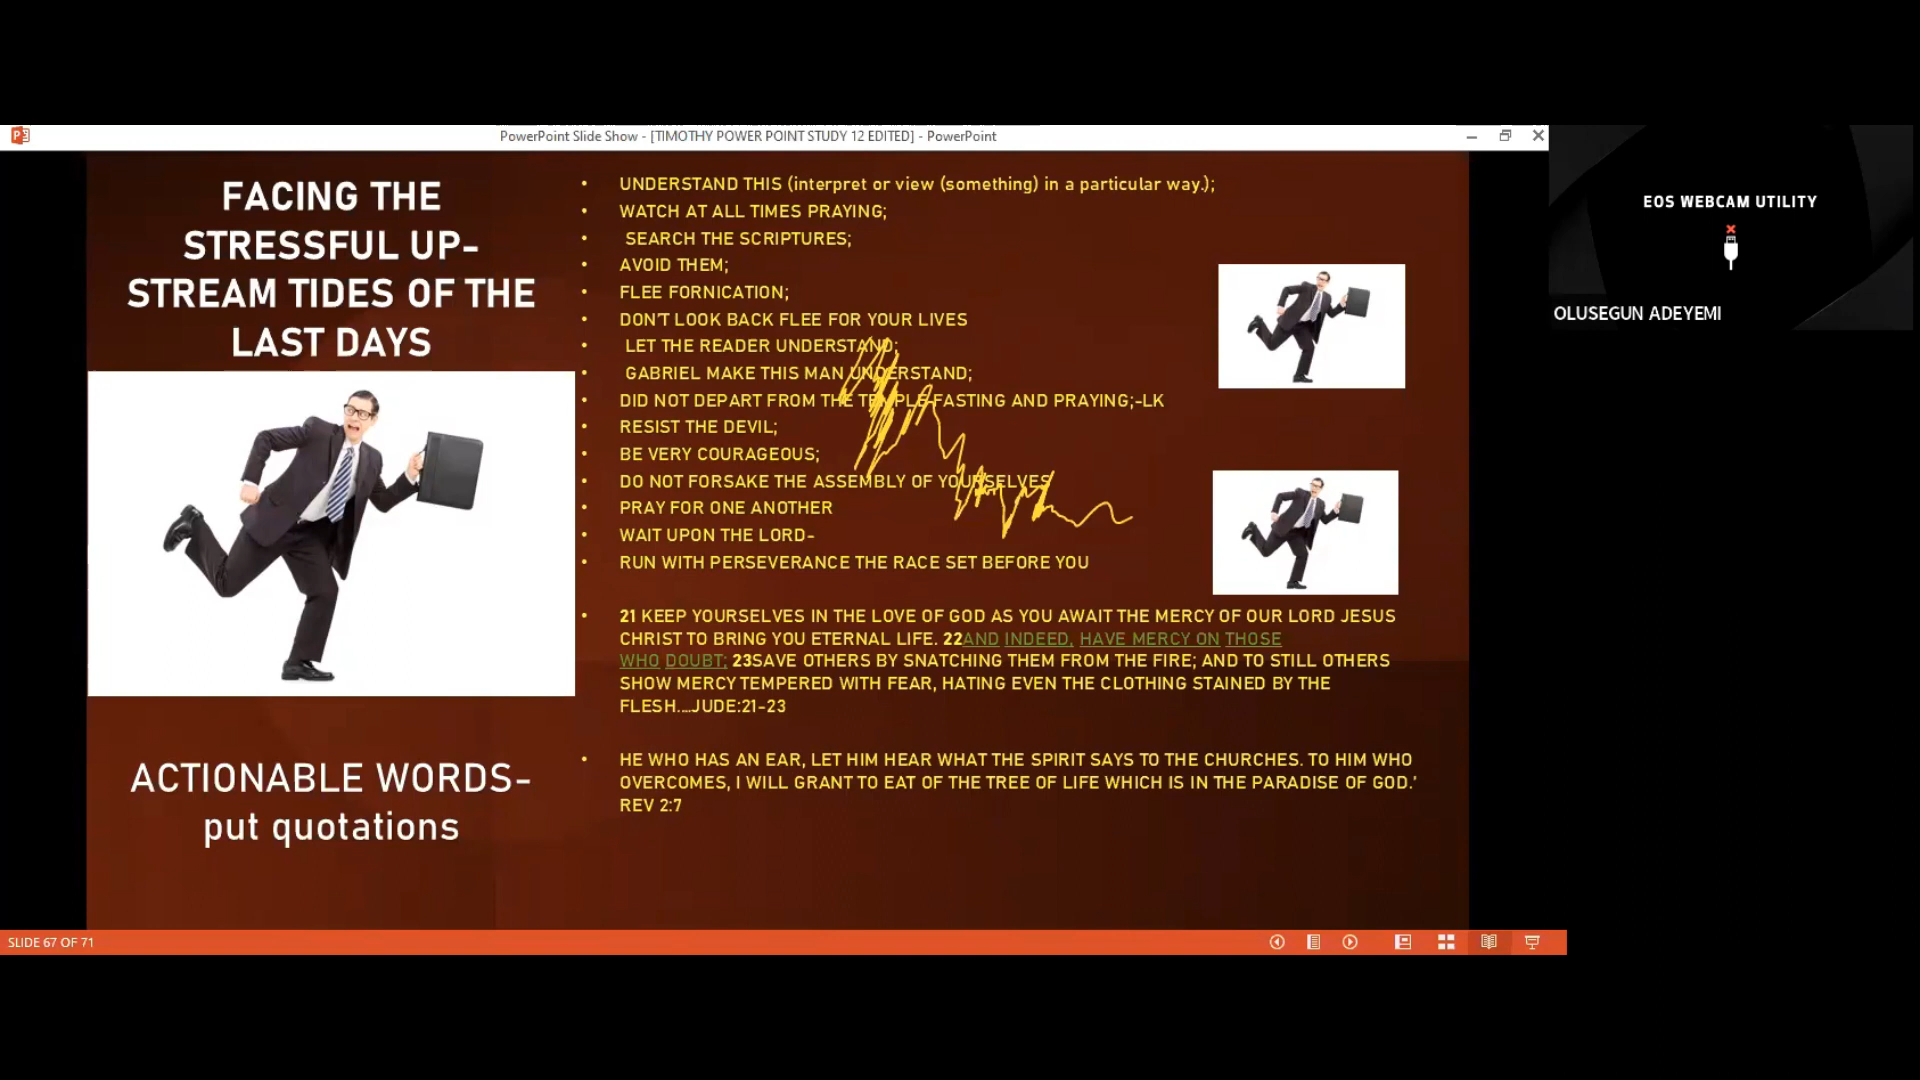 PowerPoint Slide Show - [TIMOTHY POWER POINT STUDY 12 EDITED] - PowerPoint
FACING THE
STRESSFUL UP-
STREAM TIDES OF THE
LAST DAYS
ACTIONABLE WORDS-
put quotations
• UNDERSTAND THIS (interpret or view (something) in a particular way.);
• WATCH AT ALL TIMES PRAYING;
• SEARCH THE SCRIPTURES;
• AVOID THEM;
• FLEE FORNICATION;
• DON'T LOOK BACK FLEE FOR YOUR LIVES
• LET THE READER UNDERSTAND;
• GABRIEL MAKE THIS MAN UNDERSTAND;
• DID NOT DEPART FROM THE TEMPLE FASTING AND PRAYING;-LK
• RESIST THE DEVIL;
• BE VERY COURAGEOUS;
• DO NOT FORSAKE THE ASSEMBLY OF YOURSELVES
• PRAY FOR ONE ANOTHER
• WAIT UPON THE LORD-
• RUN WITH PERSEVERANCE THE RACE SET BEFORE YOU
• 21 KEEP YOURSELVES IN THE LOVE OF GOD AS YOU AWAIT THE MERCY OF OUR LORD JESUS
CHRIST TO BRING YOU ETERNAL LIFE. 22AND INDEED, HAVE MERCY ON THOSE
WHO DOUBT; 23SAVE OTHERS BY SNATCHING THEM FROM THE FIRE; AND TO STILL OTHERS
SHOW MERCY TEMPERED WITH FEAR, HATING EVEN THE CLOTHING STAINED BY THE
FLESH....JUDE:21-23
• HE WHO HAS AN EAR, LET HIM HEAR WHAT THE SPIRIT SAYS TO THE CHURCHES. TO HIM WHO
OVERCOMES, I WILL GRANT TO EAT OF THE TREE OF LIFE WHICH IS IN THE PARADISE OF GOD.'
REV 2:7
EOS WEBCAM UTILITY
OLUSEGUN ADEYEMI
SLIDE 67 OF 71